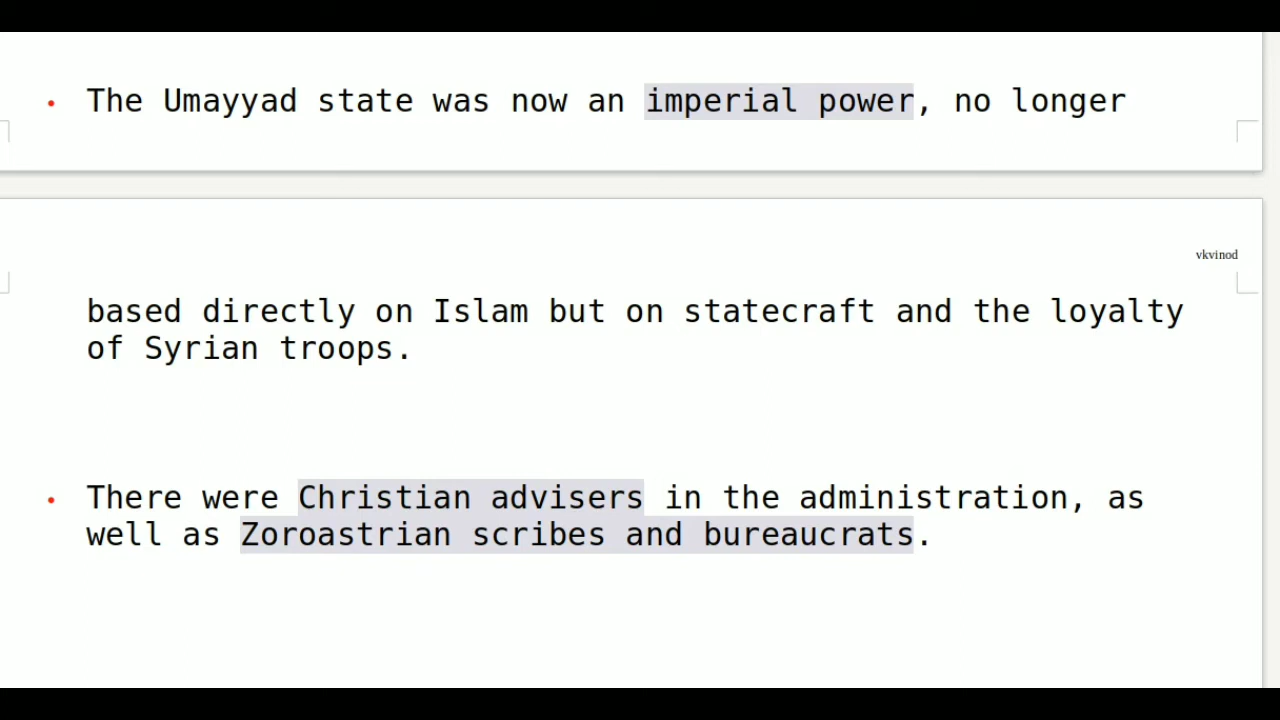 • The Umayyad state was now an imperial power, no longer
vkvinod
based directly on Islam but on statecraft and the loyalty
of Syrian troops.
• There were Christian advisers in the administration, as
well as Zoroastrian scribes and bureaucrats.